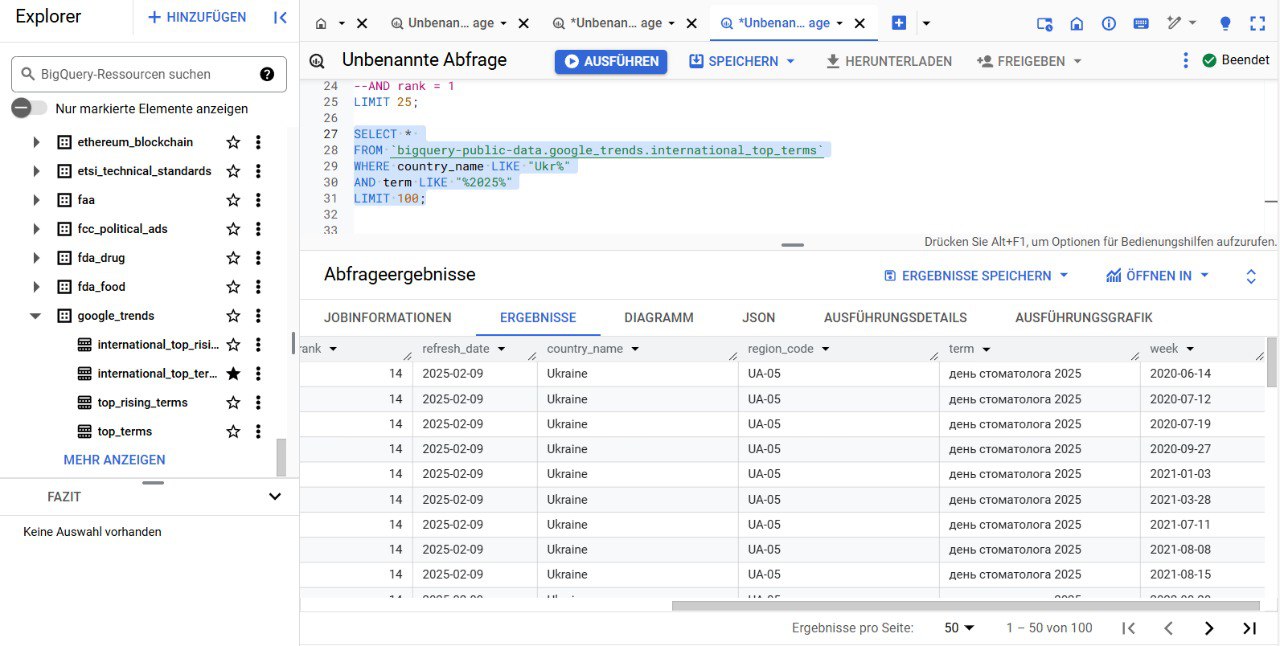 Explorer
HINZUFÜGEN
BigQuery-Ressourcen suchen
Nur markierte Elemente anzeigen
ethereum_blockchain
etsi_technical_standards
faa
fcc_political_ads
fda_drug
fda_food
google_trends
international_top_risi...
international_top_ter...
top_rising_terms
top_terms
MEHR ANZEIGEN
FAZIT
Keine Auswahl vorhanden
Unbenan... age
*Unbenan... age
*Unbenan... age
Unbenannte Abfrage
AUSFÜHREN
SPEICHERN
HERUNTERLADEN
FREIGEBEN
Beendet
24 --AND rank = 1
25 LIMIT 25;
26
27 SELECT *
28 FROM `bigquery-public-data.google_trends.international_top_terms`
29 WHERE country_name LIKE "Ukr%"
30 AND term LIKE "%2025%"
31 LIMIT 100;
32
33
Drücken Sie Alt+F1, um Optionen für Bedienungshilfen aufzurufen.
Abfrageergebnisse
ERGEBNISSE SPEICHERN
ÖFFNEN IN
JOBINFORMATIONEN ERGEBNISSE DIAGRAMM JSON AUSFÜHRUNGSDETAILS AUSFÜHRUNGSGRAFIK
rank refresh_date country_name region_code term week
14 2025-02-09 Ukraine UA-05 день стоматолога 2025 2020-06-14
14 2025-02-09 Ukraine UA-05 день стоматолога 2025 2020-07-12
14 2025-02-09 Ukraine UA-05 день стоматолога 2025 2020-07-19
14 2025-02-09 Ukraine UA-05 день стоматолога 2025 2020-09-27
14 2025-02-09 Ukraine UA-05 день стоматолога 2025 2021-01-03
14 2025-02-09 Ukraine UA-05 день стоматолога 2025 2021-03-28
14 2025-02-09 Ukraine UA-05 день стоматолога 2025 2021-07-11
14 2025-02-09 Ukraine UA-05 день стоматолога 2025 2021-08-08
14 2025-02-09 Ukraine UA-05 день стоматолога 2025 2021-08-15
Ergebnisse pro Seite: 50 1 – 50 von 100